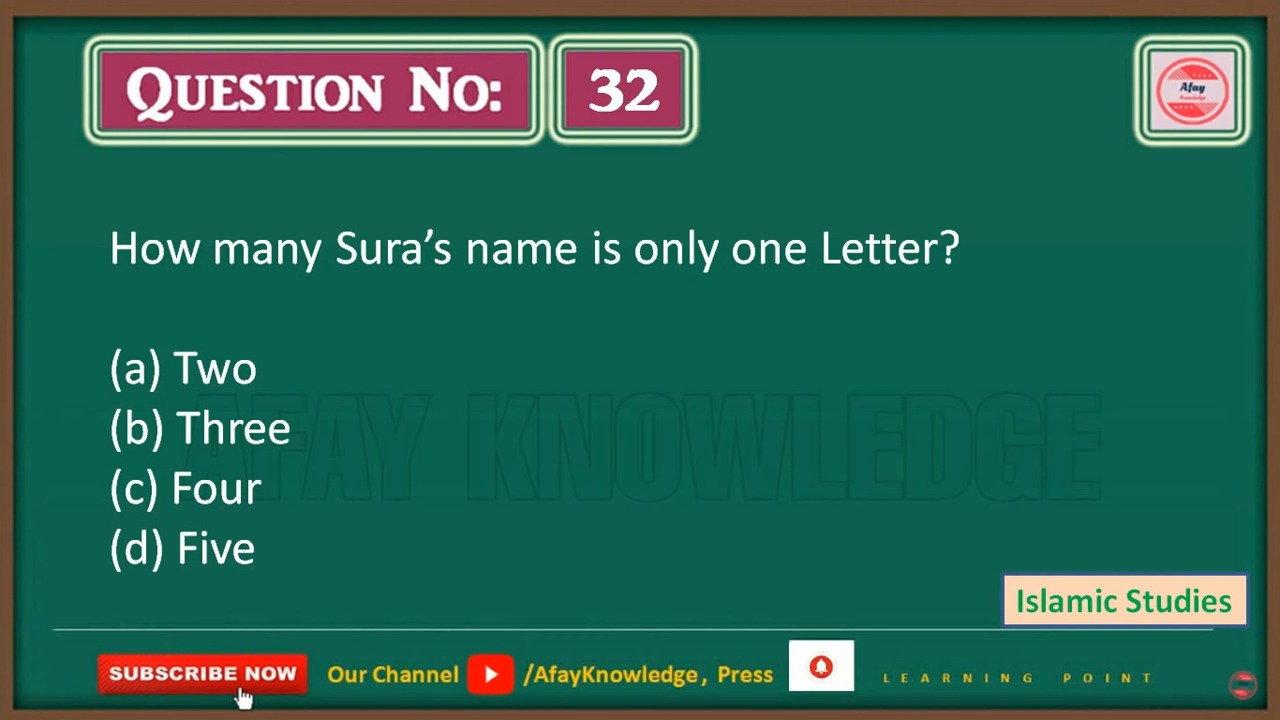 QUESTION NO: 32
Afay
Knowledge
How many Sura’s name is only one Letter?
(a) Two
(b) Three
(c) Four
(d) Five
AFAY KNOWLEDGE
Islamic Studies
SUBSCRIBE NOW Our Channel /AfayKnowledge, Press LEARNING POINT